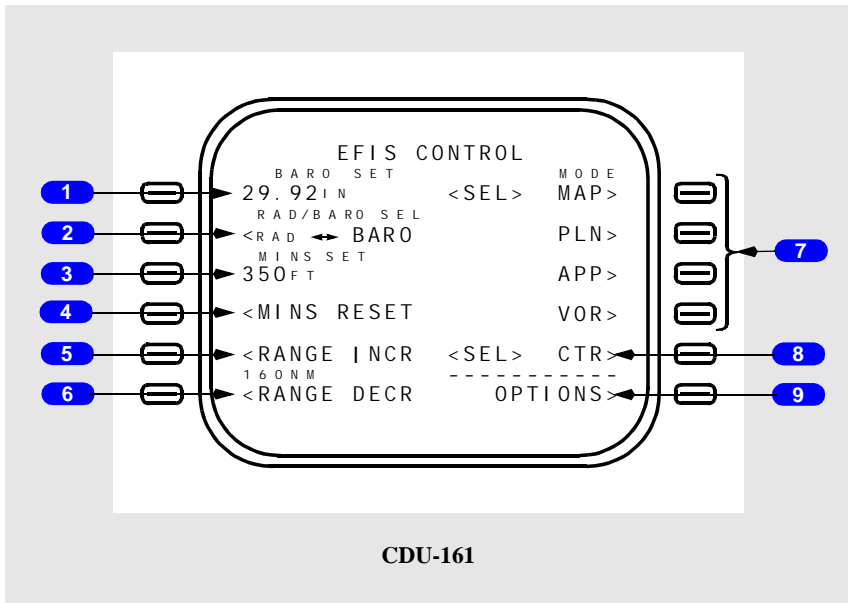 EFIS CONTROL
BARO SET MODE
1 29.92IN <SEL> MAP>
RAD/BARO SEL
2 <RAD ↔ BARO PLN> 7
MINS SET
3 350FT APP>
4 <MINS RESET VOR>
5 <RANGE INCR <SEL> CTR> 8
160NM -----------
6 <RANGE DECR OPTIONS> 9
CDU-161